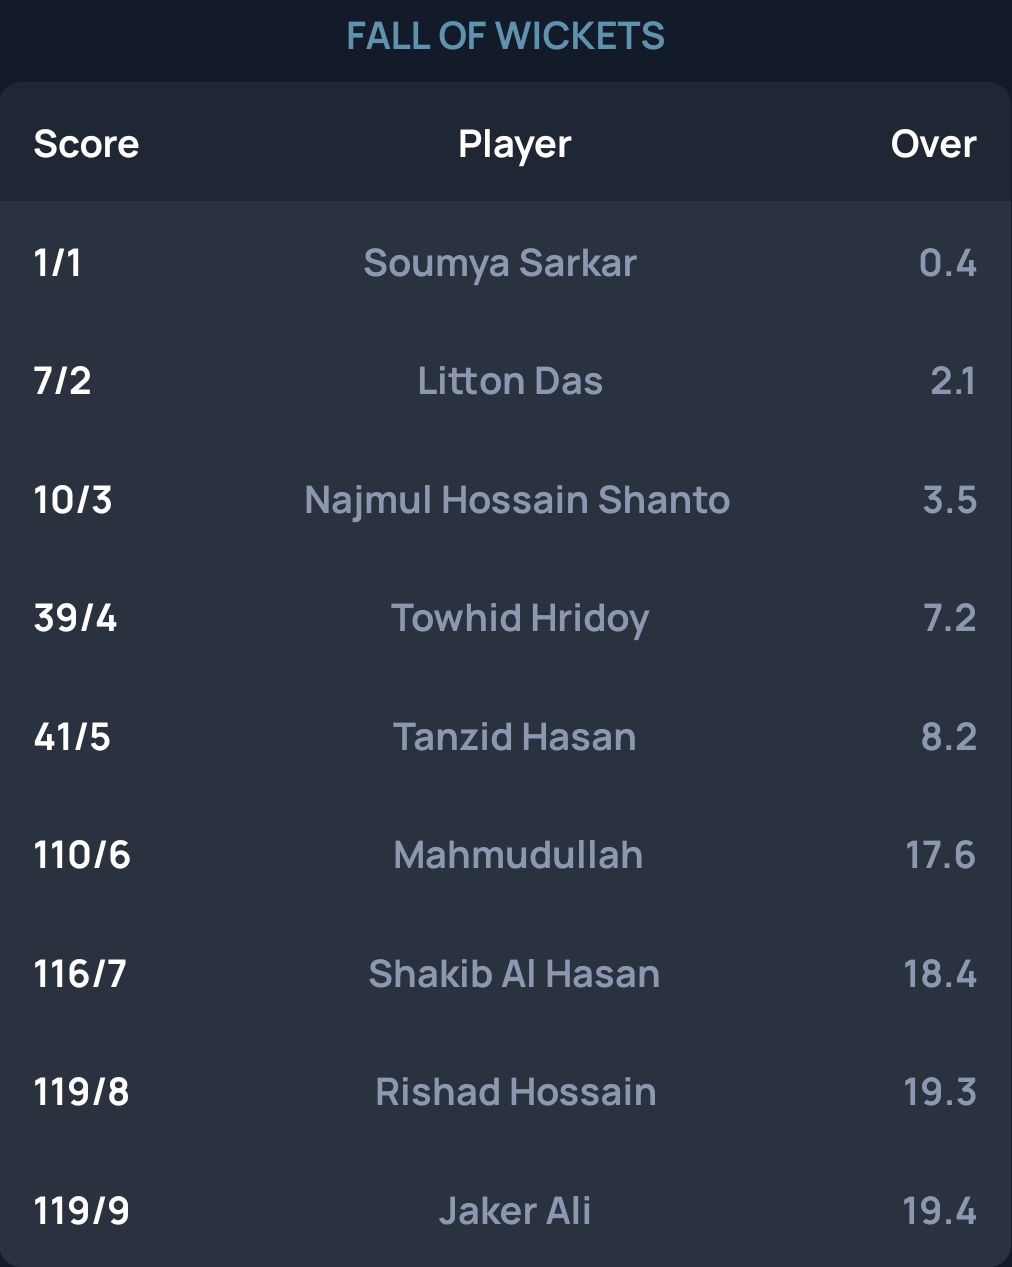 FALL OF WICKETS
Score Player Over
1/1 Soumya Sarkar 0.4
7/2 Litton Das 2.1
10/3 Najmul Hossain Shanto 3.5
39/4 Towhid Hridoy 7.2
41/5 Tanzid Hasan 8.2
110/6 Mahmudullah 17.6
116/7 Shakib Al Hasan 18.4
119/8 Rishad Hossain 19.3
119/9 Jaker Ali 19.4